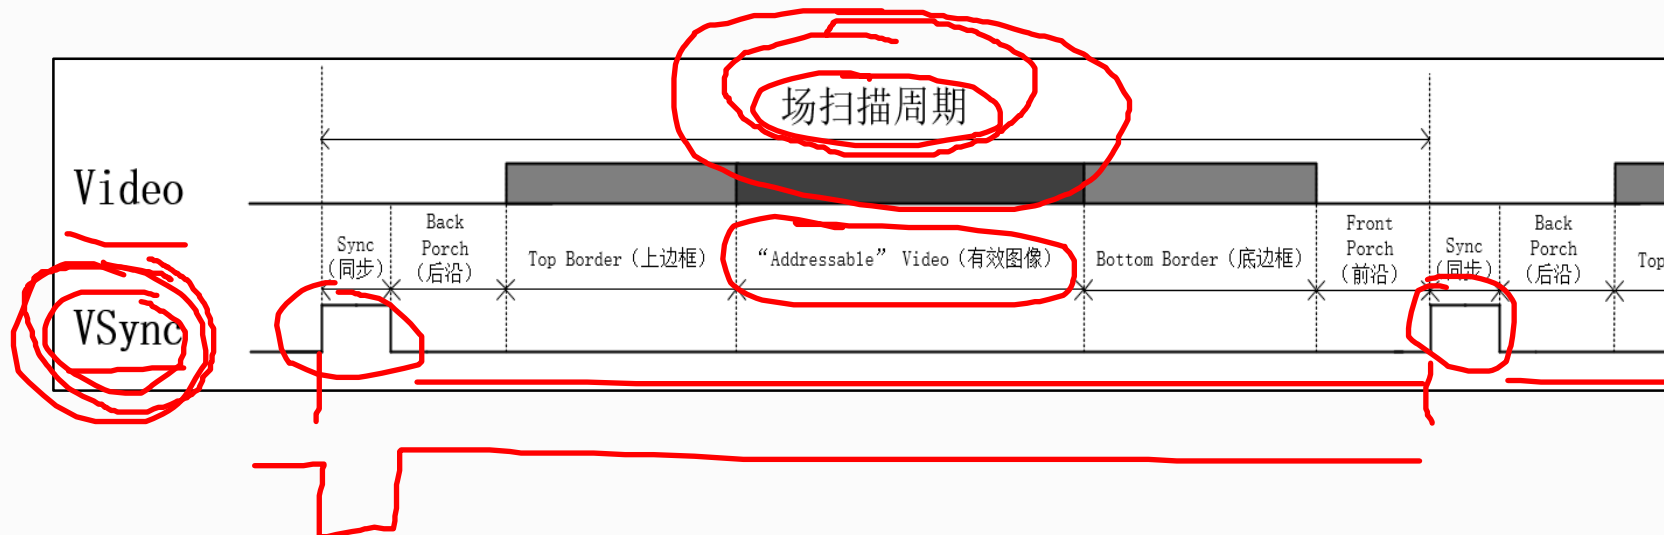 场扫描周期
Video
Sync
(同步)
Back
Porch
(后沿)
Top Border(上边框)
“Addressable” Video(有效图像)
Bottom Border(底边框)
Front
Porch
(前沿)
Sync
(同步)
Back
Porch
(后沿)
Top
VSync